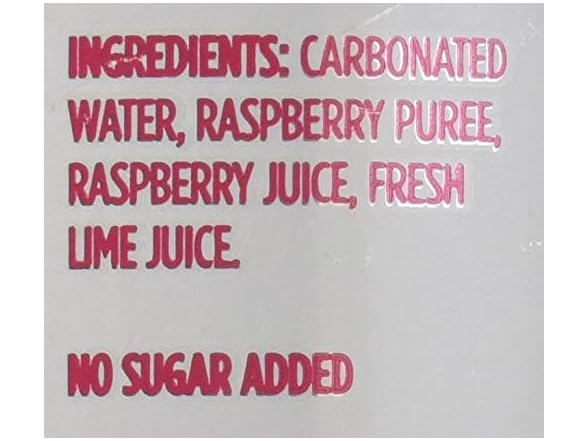 INGREDIENTS: CARBONATED
WATER, RASPBERRY PUREE,
RASPBERRY JUICE, FRESH
LIME JUICE.
NO SUGAR ADDED